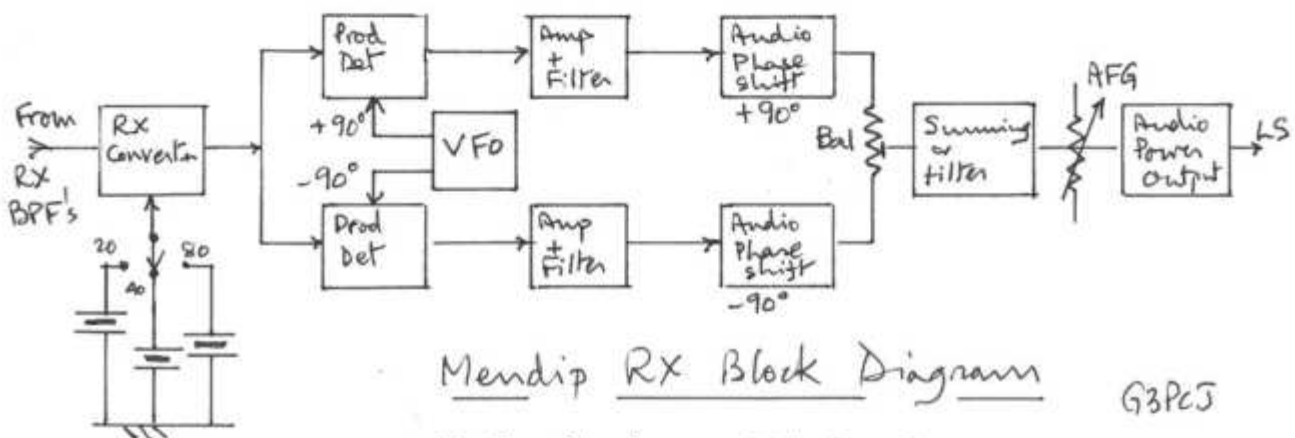 From
RX
BPF's
RX
Converter
20
40
80
Prod
Det
+90°
-90°
VFO
Prod
Det
Amp
+
Filter
Amp
+
Filter
Audio
Phase
shift
+90°
Audio
Phase
shift
-90°
Bal
Summing
or
Filter
AFG
Audio
Power
Output
LS
Mendip RX Block Diagram
G3PCJ